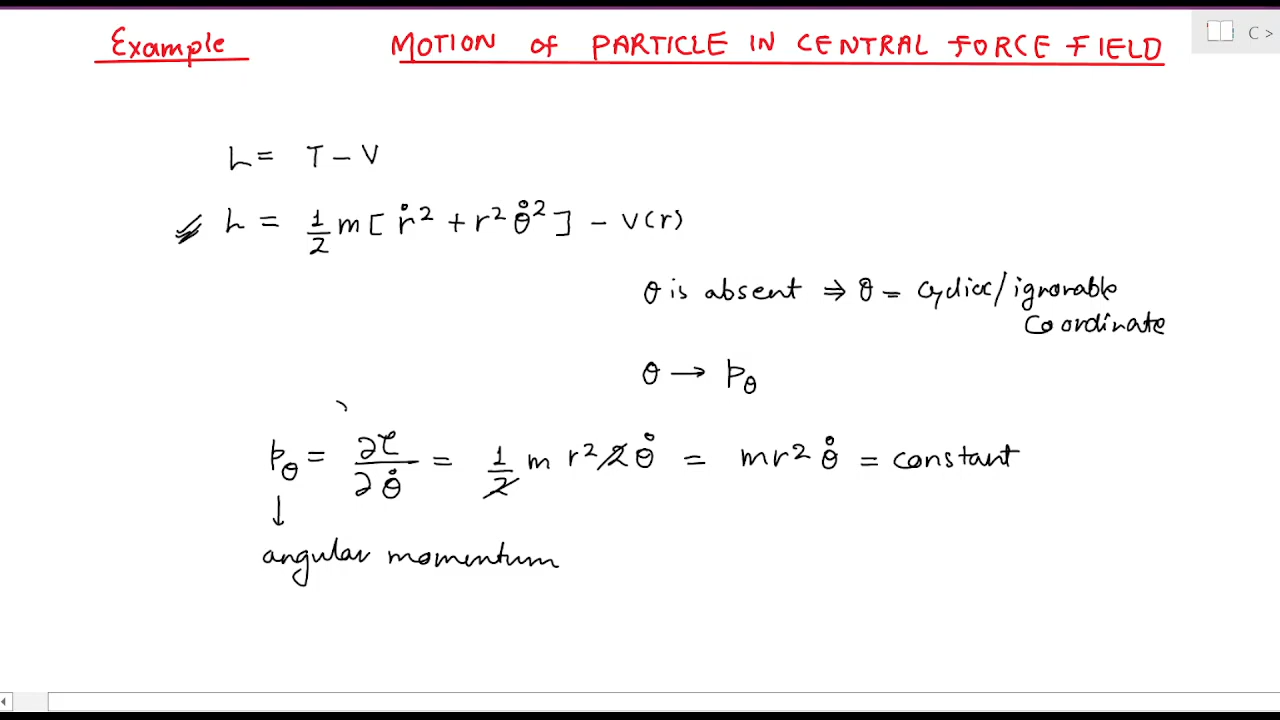 Example MOTION of PARTICLE IN CENTRAL FORCE FIELD
C >
L = T - V
L = 1/2 m [ ṙ² + r² θ̇² ] - V(r)
θ is absent ⇒ θ = cyclic/ignorable
coordinate
θ → pθ
pθ = ∂L/∂θ̇ = 1/2 m r² 2 θ̇ = mr² θ̇ = constant
↓
angular momentum